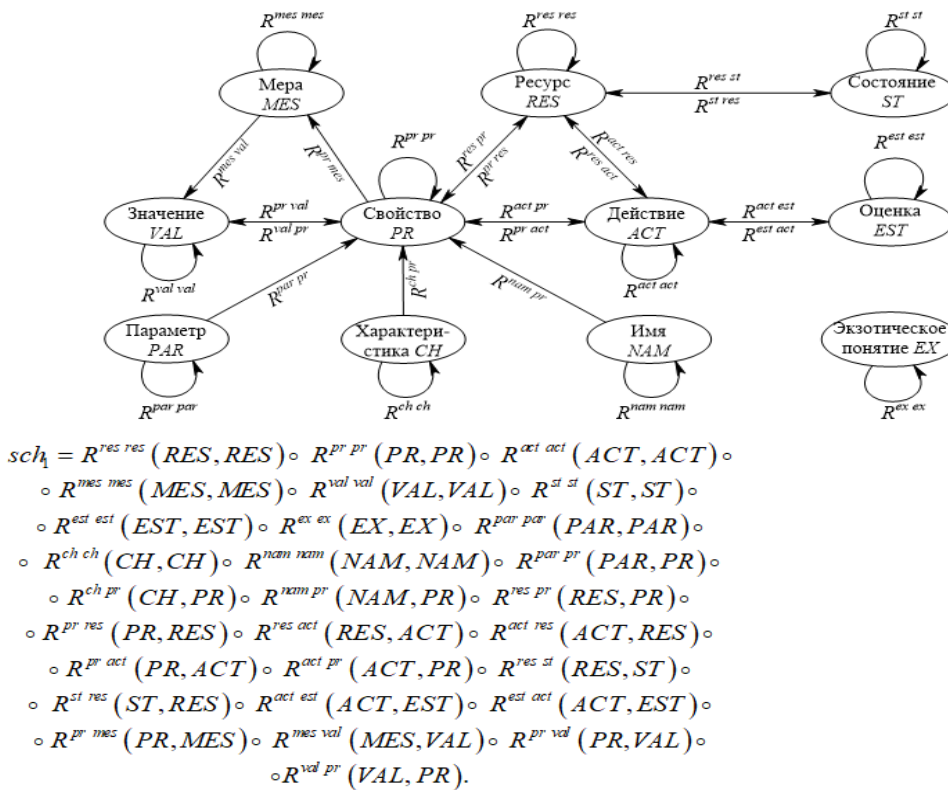 R^{mes mes} R^{res res} R^{st st}
Мера Ресурс Состояние
MES RES ST
R^{res st}
R^{st res}
R^{mes val} R^{pr mes} R^{pr pr} R^{res pr} R^{pr res} R^{act res} R^{res act} R^{est est}
Значение R^{pr val} Свойство R^{act pr} Действие R^{act est} Оценка
VAL R^{val pr} PR R^{pr act} ACT R^{est act} EST
R^{val val} R^{par pr} R^{ch pr} R^{nam pr} R^{act act}
Параметр Характери- Имя Экзотическое
PAR стика CH NAM понятие EX
R^{par par} R^{ch ch} R^{nam nam} R^{ex ex}
sch₁ = R^{res res} (RES, RES) ∘ R^{pr pr} (PR, PR) ∘ R^{act act} (ACT, ACT) ∘
∘ R^{mes mes} (MES, MES) ∘ R^{val val} (VAL, VAL) ∘ R^{st st} (ST, ST) ∘
∘ R^{est est} (EST, EST) ∘ R^{ex ex} (EX, EX) ∘ R^{par par} (PAR, PAR) ∘
∘ R^{ch ch} (CH, CH) ∘ R^{nam nam} (NAM, NAM) ∘ R^{par pr} (PAR, PR) ∘
∘ R^{ch pr} (CH, PR) ∘ R^{nam pr} (NAM, PR) ∘ R^{res pr} (RES, PR) ∘
∘ R^{pr res} (PR, RES) ∘ R^{res act} (RES, ACT) ∘ R^{act res} (ACT, RES) ∘
∘ R^{pr act} (PR, ACT) ∘ R^{act pr} (ACT, PR) ∘ R^{res st} (RES, ST) ∘
∘ R^{st res} (ST, RES) ∘ R^{act est} (ACT, EST) ∘ R^{est act} (ACT, EST) ∘
∘ R^{pr mes} (PR, MES) ∘ R^{mes val} (MES, VAL) ∘ R^{pr val} (PR, VAL) ∘
∘ R^{val pr} (VAL, PR).